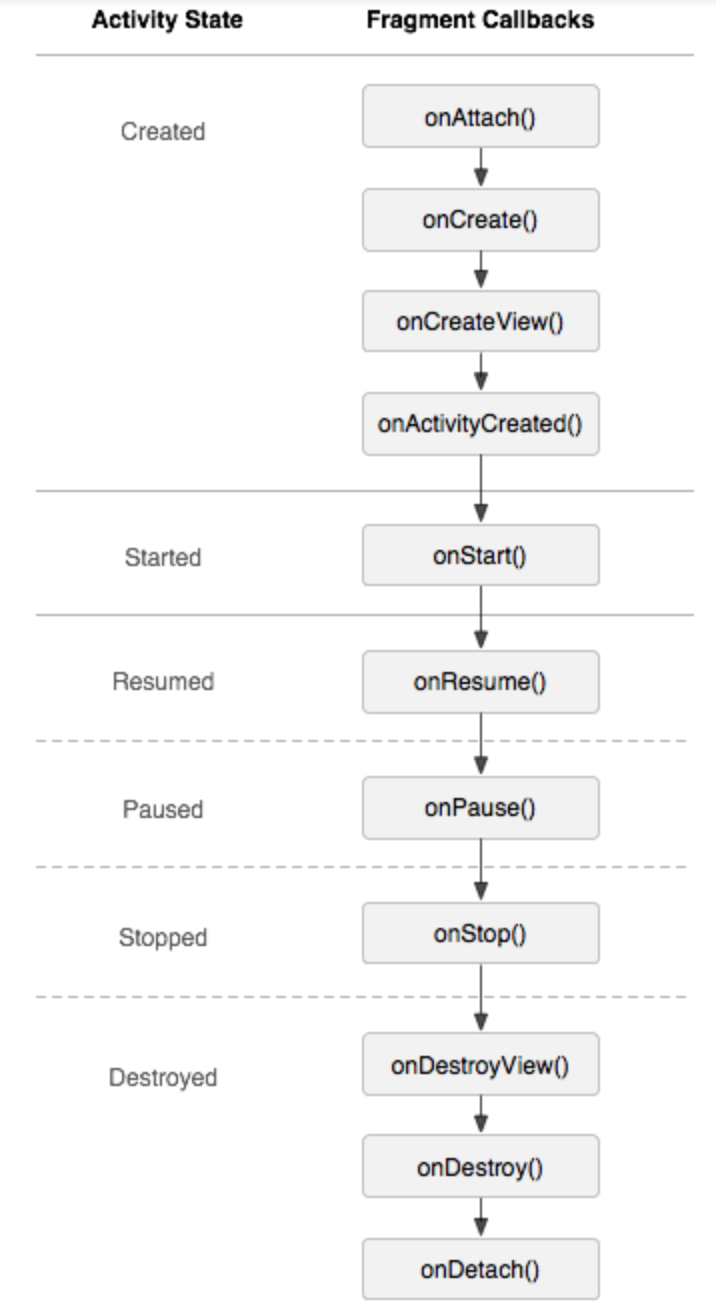 Activity State Fragment Callbacks
Created
onAttach()
onCreate()
onCreateView()
onActivityCreated()
Started
onStart()
Resumed
onResume()
Paused
onPause()
Stopped
onStop()
Destroyed
onDestroyView()
onDestroy()
onDetach()